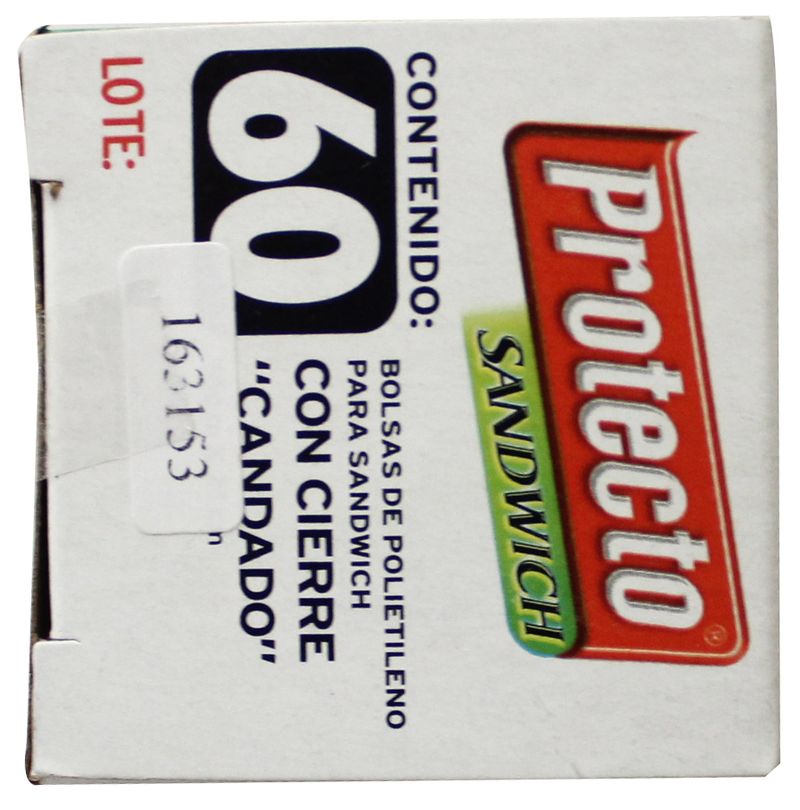 Protecto®
SANDWICH
CONTENIDO:
60
BOLSAS DE POLIETILENO
PARA SANDWICH
CON CIERRE
"CANDADO"
LOTE:
163153